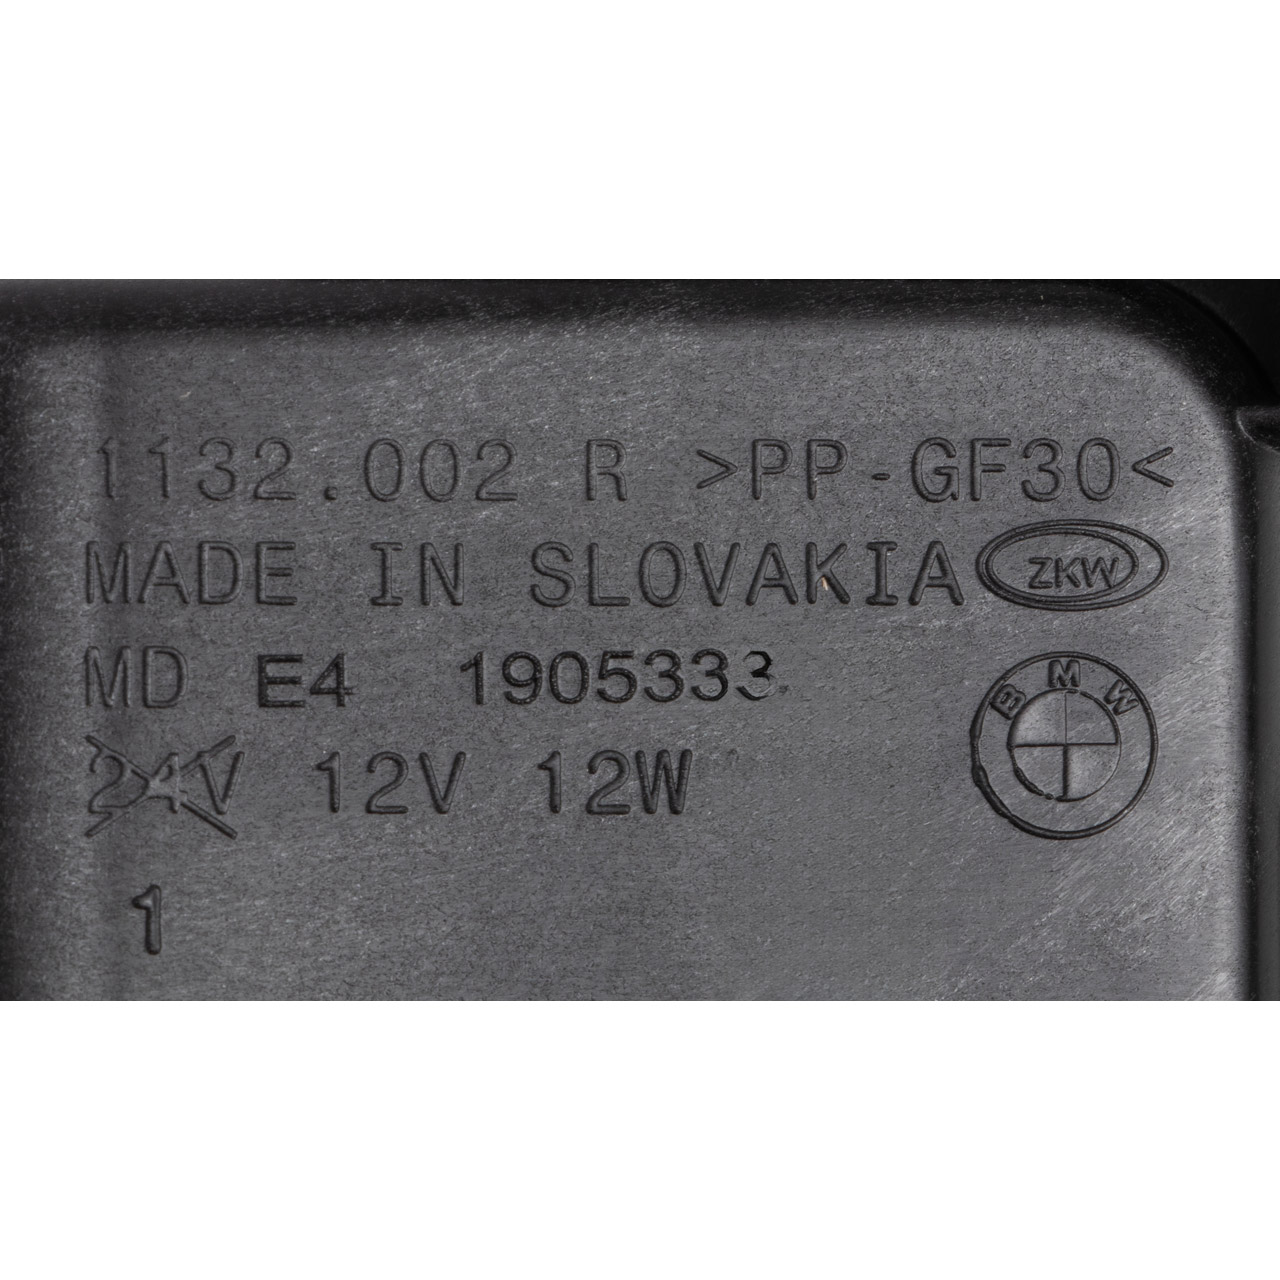 1132.002 R >PP-GF30<
MADE IN SLOVAKIA ZKW
MD E4 1905333
BMW
24V 12V 12W
1